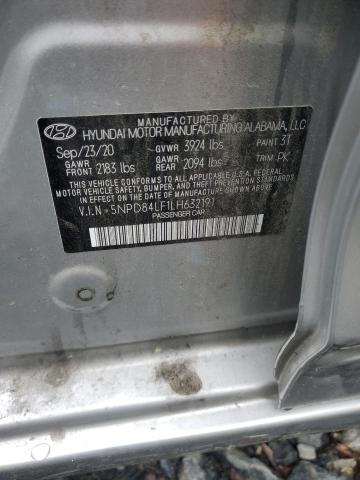 MANUFACTURED BY
HYUNDAI MOTOR MANUFACTURING ALABAMA, LLC
Sep/23/20 GVWR 3924 lbs PAINT 3T
GAWR FRONT 2183 lbs GAWR REAR 2094 lbs TRIM PK
THIS VEHICLE CONFORMS TO ALL APPLICABLE U.S. FEDERAL
MOTOR VEHICLE SAFETY, BUMPER, AND THEFT PREVENTION
STANDARDS IN EFFECT ON THE DATE OF MANUFACTURE SHOWN ABOVE.
V.I.N - 5NPD84LF1LH632197
PASSENGER CAR